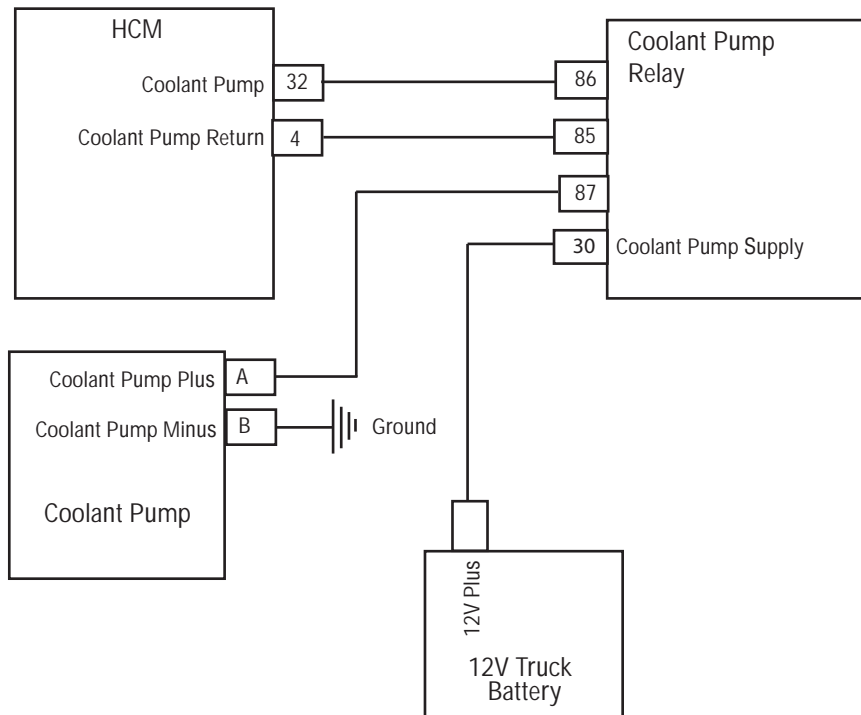 HCM
Coolant Pump 32
Coolant Pump Return 4
Coolant Pump
Relay
86
85
87
30 Coolant Pump Supply
Coolant Pump Plus A
Coolant Pump Minus B
Ground
Coolant Pump
12V Plus
12V Truck
Battery